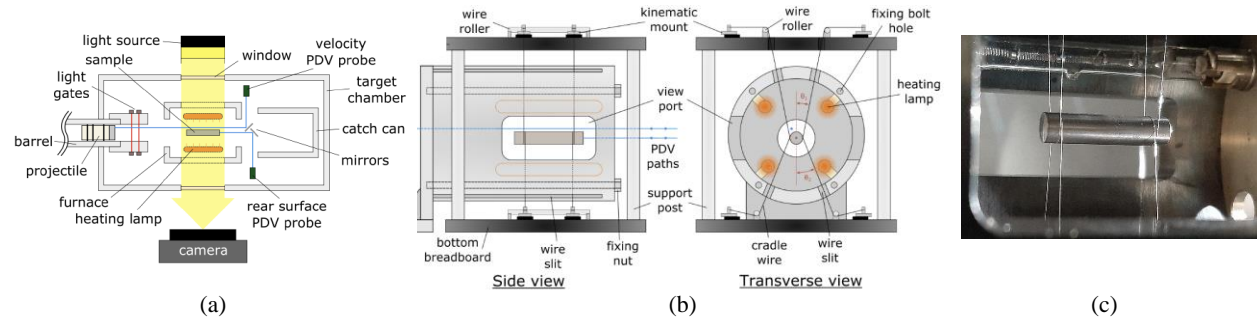 (a)
light source
sample
light
gates
barrel
projectile
furnace
heating lamp
camera
velocity
PDV probe
window
target
chamber
catch can
mirrors
rear surface
PDV probe
(b)
wire
roller
kinematic
mount
wire
roller
fixing bolt
hole
heating
lamp
view
port
PDV
paths
support
post
bottom
breadboard
wire
slit
fixing
nut
cradle
wire
wire
slit
Side view
Transverse view
(c)
(a)
(b)
(c)